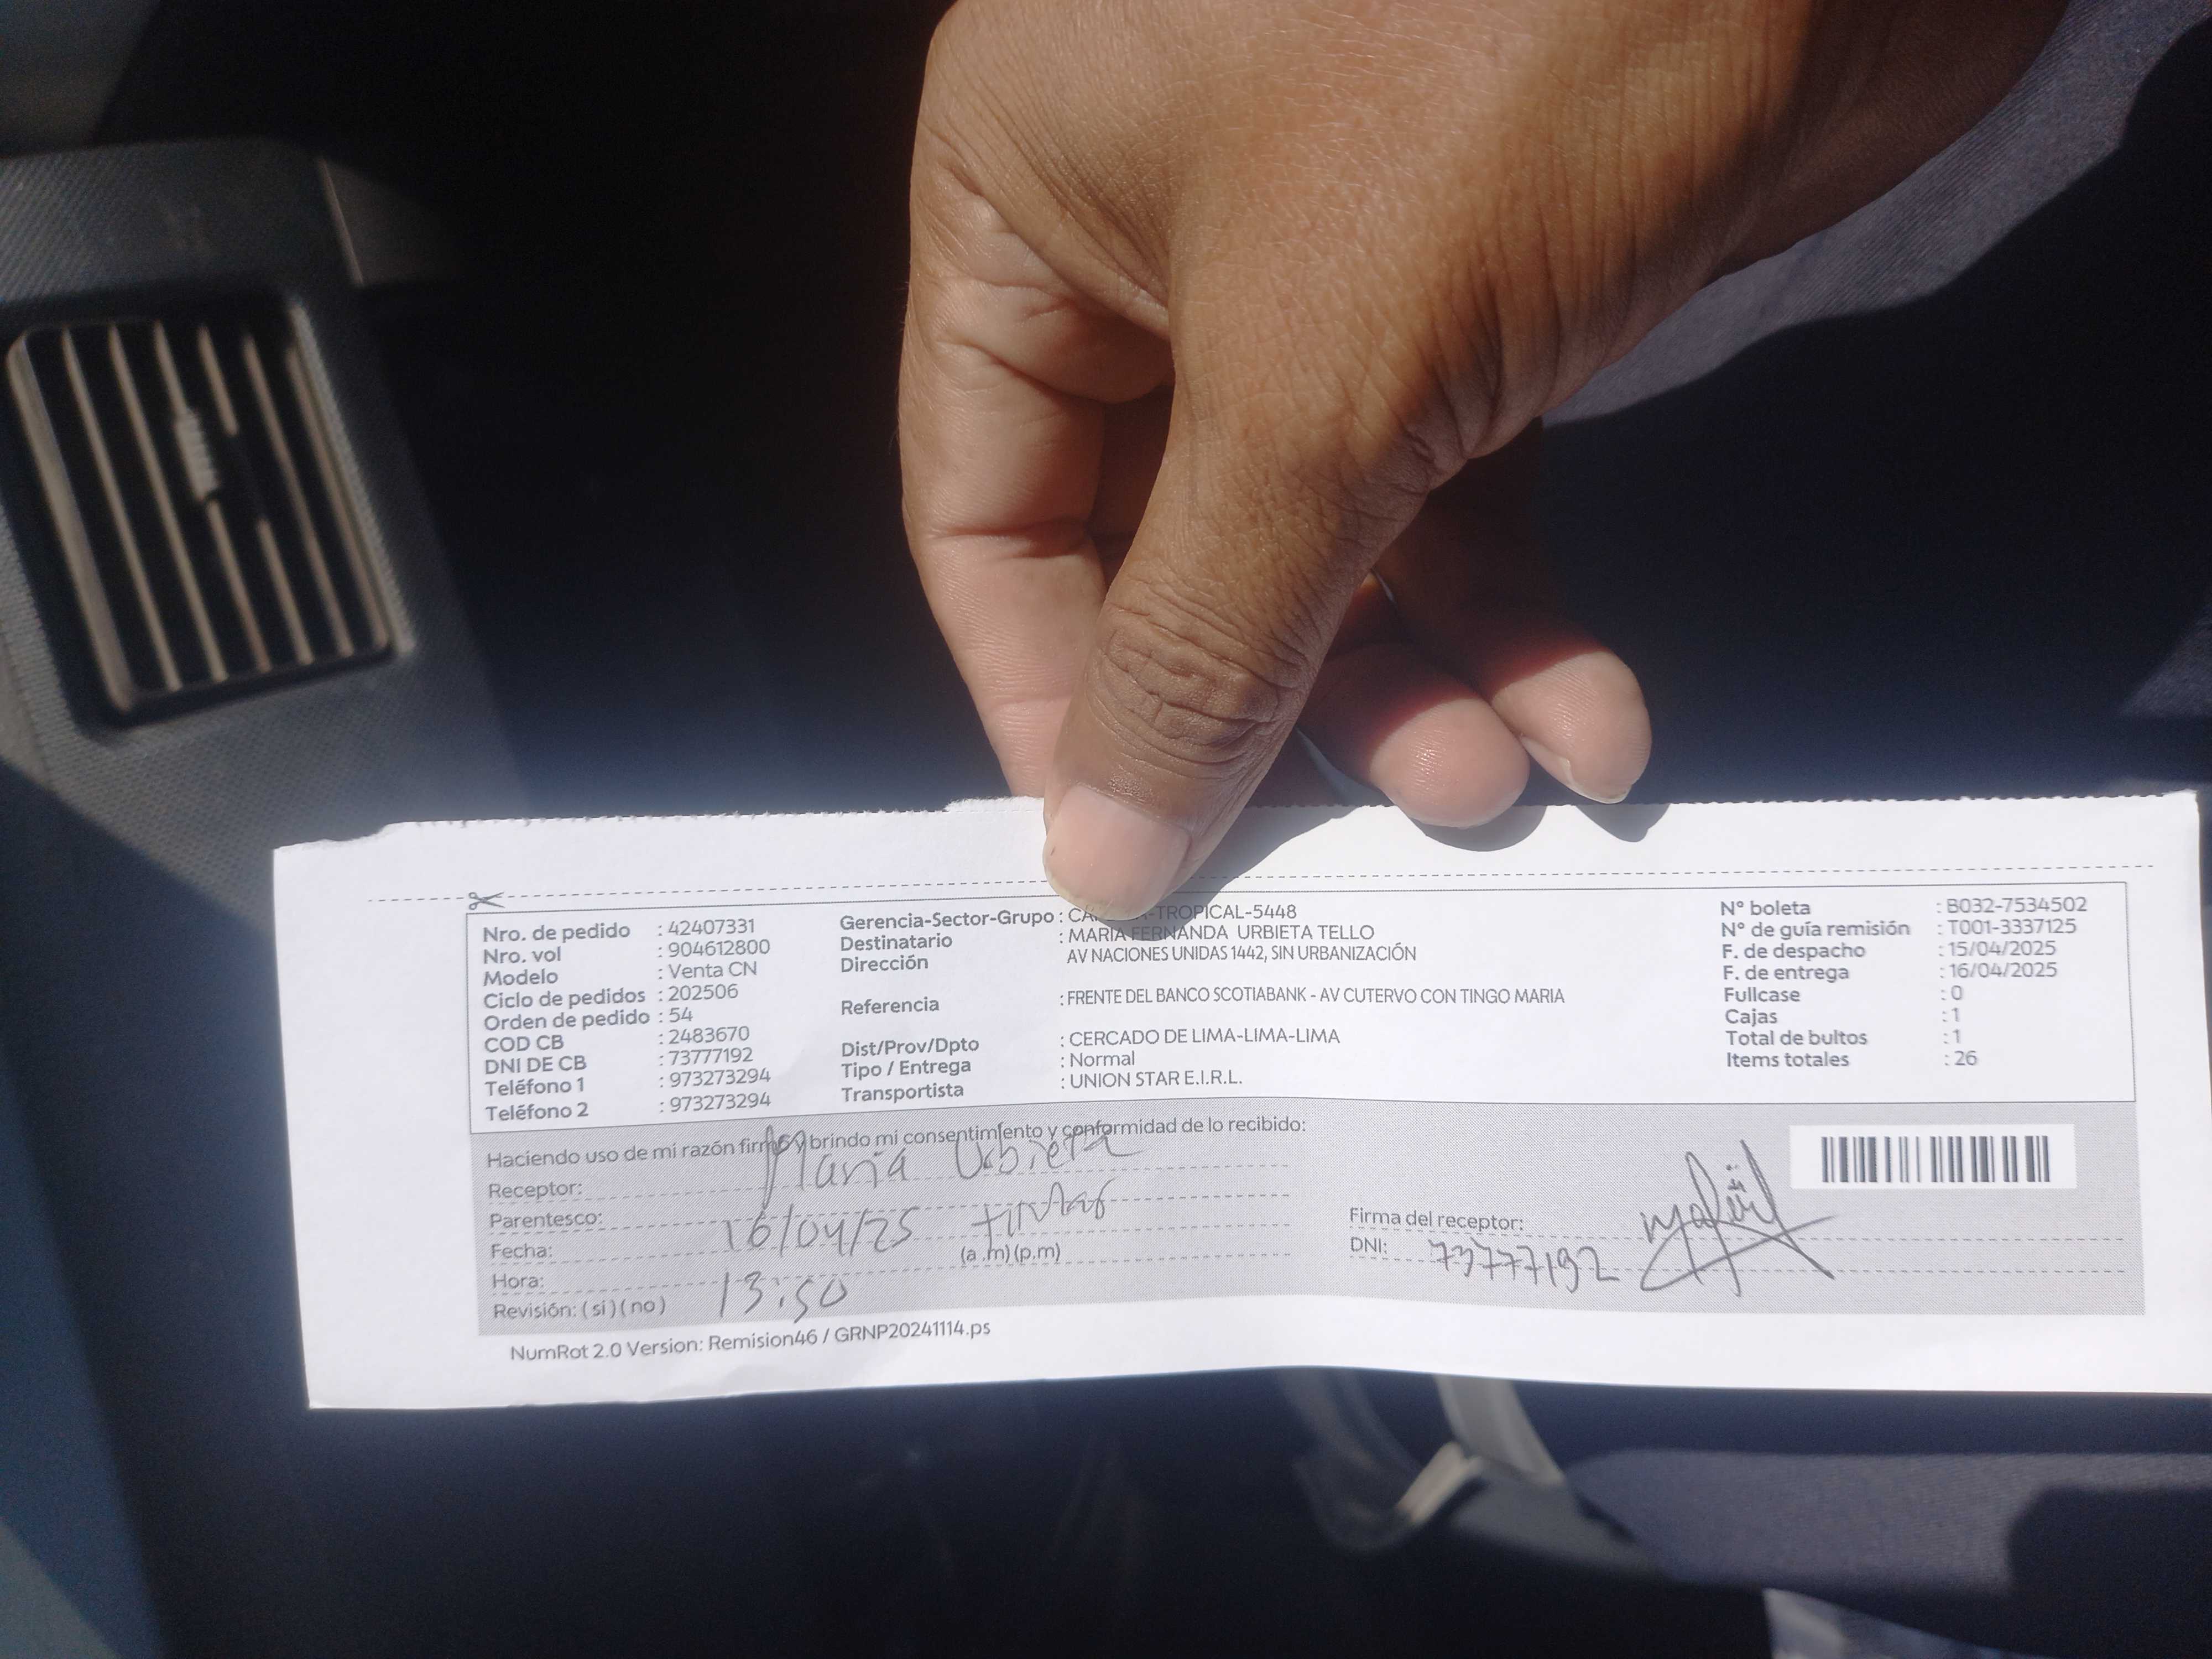 Nro. de pedido : 42407331
Nro. vol : 904612800
Modelo : Venta CN
Ciclo de pedidos : 202506
Orden de pedido : 54
COD CB : 2483670
DNI DE CB : 73777192
Teléfono 1 : 973273294
Teléfono 2 : 973273294
Gerencia-Sector-Grupo : -TROPICAL-5448
Destinatario : MARIA FERNANDA URBIETA TELLO
Dirección AV NACIONES UNIDAS 1442, SIN URBANIZACIÓN
Referencia : FRENTE DEL BANCO SCOTIABANK - AV CUTERVO CON TINGO MARIA
Dist/Prov/Dpto : CERCADO DE LIMA-LIMA-LIMA
Tipo / Entrega : Normal
Transportista : UNION STAR E.I.R.L.
N° boleta : B032-7534502
N° de guía remisión : T001-3337125
F. de despacho : 15/04/2025
F. de entrega : 16/04/2025
Fullcase : 0
Cajas : 1
Total de bultos : 1
Items totales : 26
Haciendo uso de mi razón firmo y brindo mi consentimiento y conformidad de lo recibido:
Receptor: Maria Urbieta
Parentesco:
Fecha: 16/04/25 (a .m) (p.m)
Hora: 13:50
Revisión: ( si ) ( no )
Firma del receptor:
DNI: 73777192
NumRot 2.0 Version: Remision46 / GRNP20241114.ps